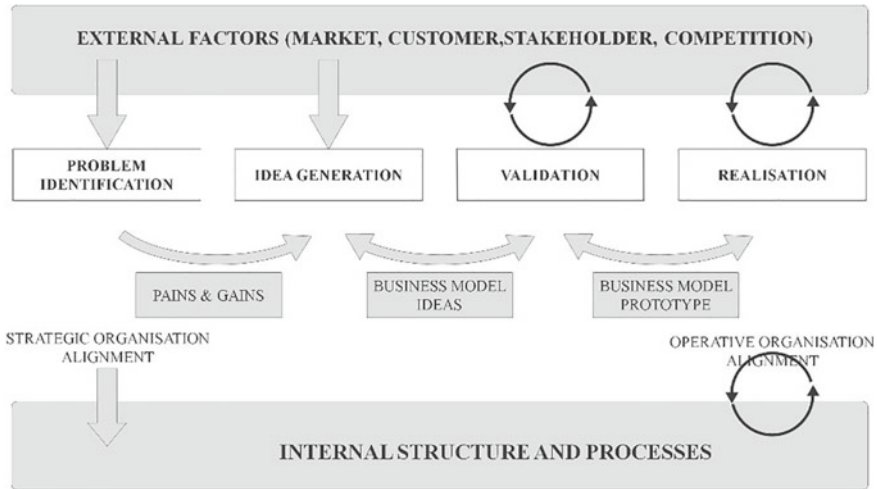 EXTERNAL FACTORS (MARKET, CUSTOMER,STAKEHOLDER, COMPETITION)
PROBLEM
IDENTIFICATION
IDEA GENERATION
VALIDATION
REALISATION
PAINS & GAINS
BUSINESS MODEL
IDEAS
BUSINESS MODEL
PROTOTYPE
STRATEGIC ORGANISATION
ALIGNMENT
OPERATIVE ORGANISATION
ALIGNMENT
INTERNAL STRUCTURE AND PROCESSES